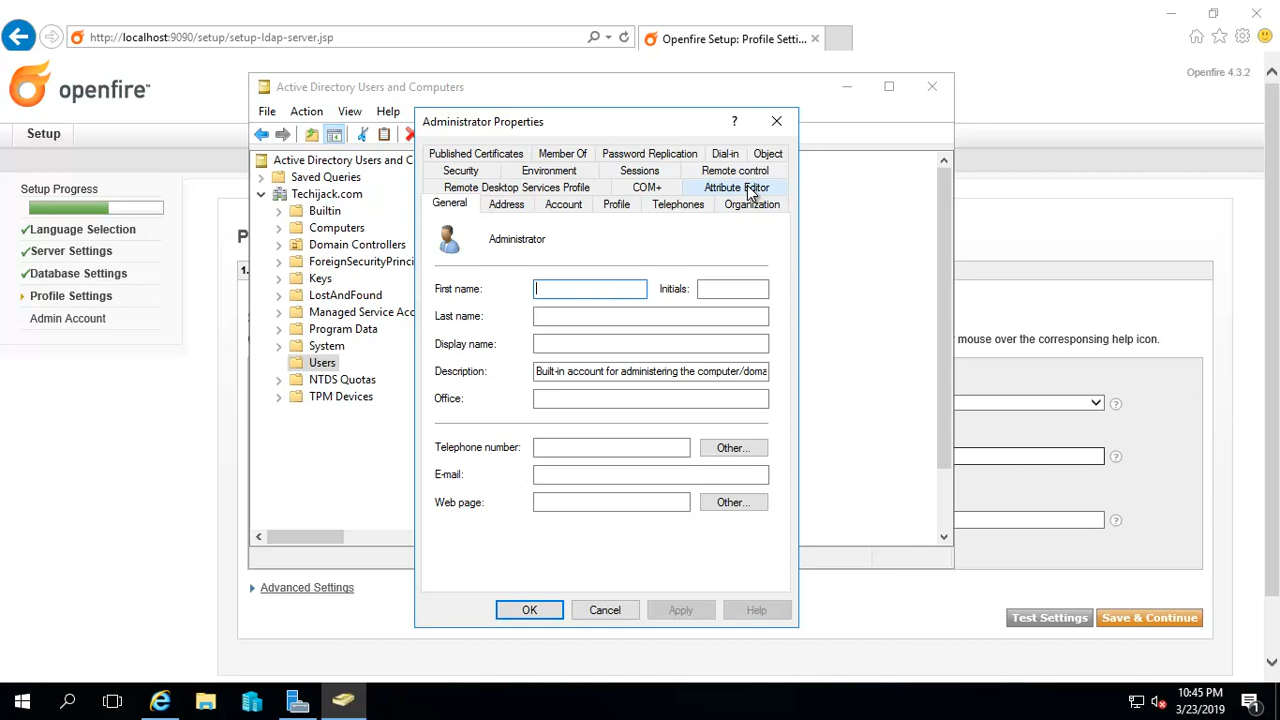 http://localhost:9090/setup/setup-ldap-server.jsp
Openfire Setup: Profile Setti...
openfire
Openfire 4.3.2
Setup
Setup Progress
Language Selection
Server Settings
Database Settings
Profile Settings
Admin Account
Active Directory Users and Computers
File Action View Help
Active Directory Users and Computers
Saved Queries
Techijack.com
Builtin
Computers
Domain Controllers
ForeignSecurityPrinci
Keys
LostAndFound
Managed Service Acc
Program Data
System
Users
NTDS Quotas
TPM Devices
Administrator Properties
?
Published Certificates Member Of Password Replication Dial-in Object
Security Environment Sessions Remote control
Remote Desktop Services Profile COM+ Attribute Editor
General Address Account Profile Telephones Organization
Administrator
First name: Initials:
Last name:
Display name:
Description: Built-in account for administering the computer/doma
Office:
Telephone number: Other...
E-mail:
Web page: Other...
OK Cancel Apply Help
P
1.
mouse over the corresponding help icon.
?
?
?
Advanced Settings
Test Settings Save & Continue
10:45 PM
3/23/2019
1